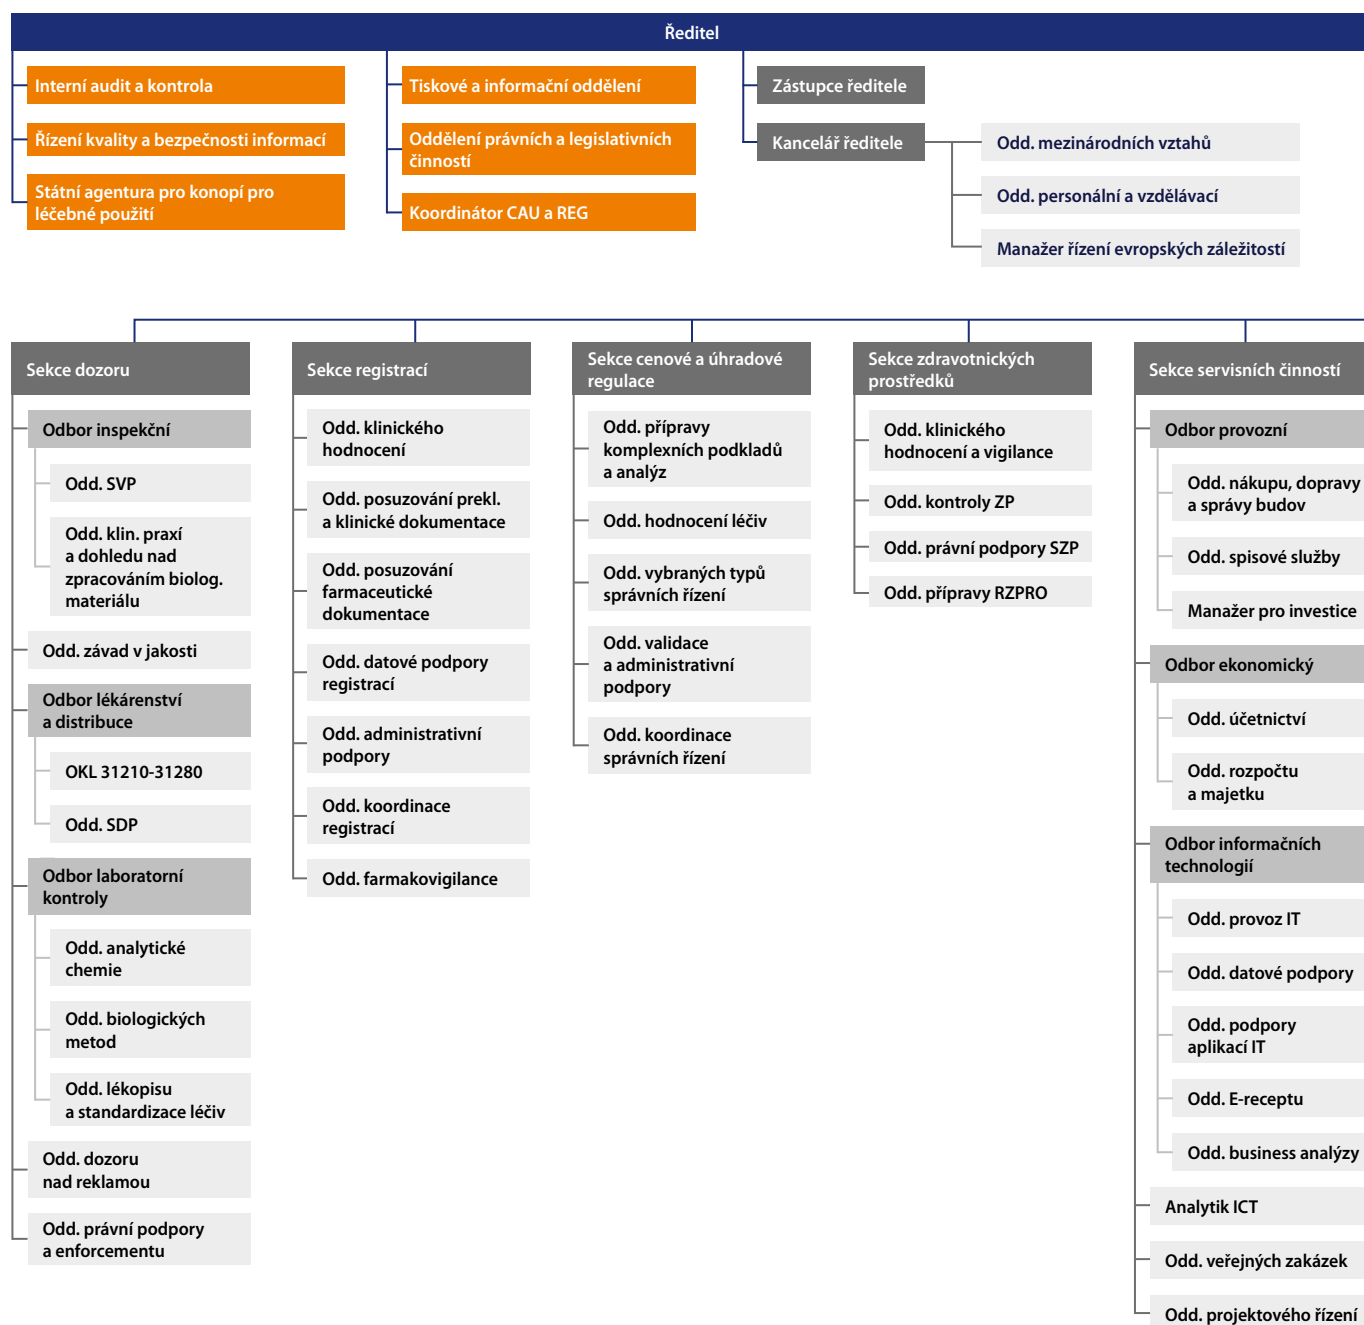 Ředitel
Interní audit a kontrola
Řízení kvality a bezpečnosti informací
Státní agentura pro konopí pro
léčebné použití
Tiskové a informační oddělení
Oddělení právních a legislativních
činností
Koordinátor CAU a REG
Zástupce ředitele
Kancelář ředitele
Odd. mezinárodních vztahů
Odd. personální a vzdělávací
Manažer řízení evropských záležitostí
Sekce dozoru
Odbor inspekční
Odd. SVP
Odd. klin. praxí
a dohledu nad
zpracováním biolog.
materiálu
Odd. závad v jakosti
Odbor lékárenství
a distribuce
OKL 31210-31280
Odd. SDP
Odbor laboratorní
kontroly
Odd. analytické
chemie
Odd. biologických
metod
Odd. lékopisu
a standardizace léčiv
Odd. dozoru
nad reklamou
Odd. právní podpory
a enforcementu
Sekce registrací
Odd. klinického
hodnocení
Odd. posuzování prekl.
a klinické dokumentace
Odd. posuzování
farmaceutické
dokumentace
Odd. datové podpory
registrací
Odd. administrativní
podpory
Odd. koordinace
registrací
Odd. farmakovigilance
Sekce cenové a úhradové
regulace
Odd. přípravy
komplexních podkladů
a analýz
Odd. hodnocení léčiv
Odd. vybraných typů
správních řízení
Odd. validace
a administrativní
podpory
Odd. koordinace
správních řízení
Sekce zdravotnických
prostředků
Odd. klinického
hodnocení a vigilance
Odd. kontroly ZP
Odd. právní podpory SZP
Odd. přípravy RZPRO
Sekce servisních činností
Odbor provozní
Odd. nákupu, dopravy
a správy budov
Odd. spisové služby
Manažer pro investice
Odbor ekonomický
Odd. účetnictví
Odd. rozpočtu
a majetku
Odbor informačních
technologií
Odd. provoz IT
Odd. datové podpory
Odd. podpory
aplikací IT
Odd. E-receptu
Odd. business analýzy
Analytik ICT
Odd. veřejných zakázek
Odd. projektového řízení